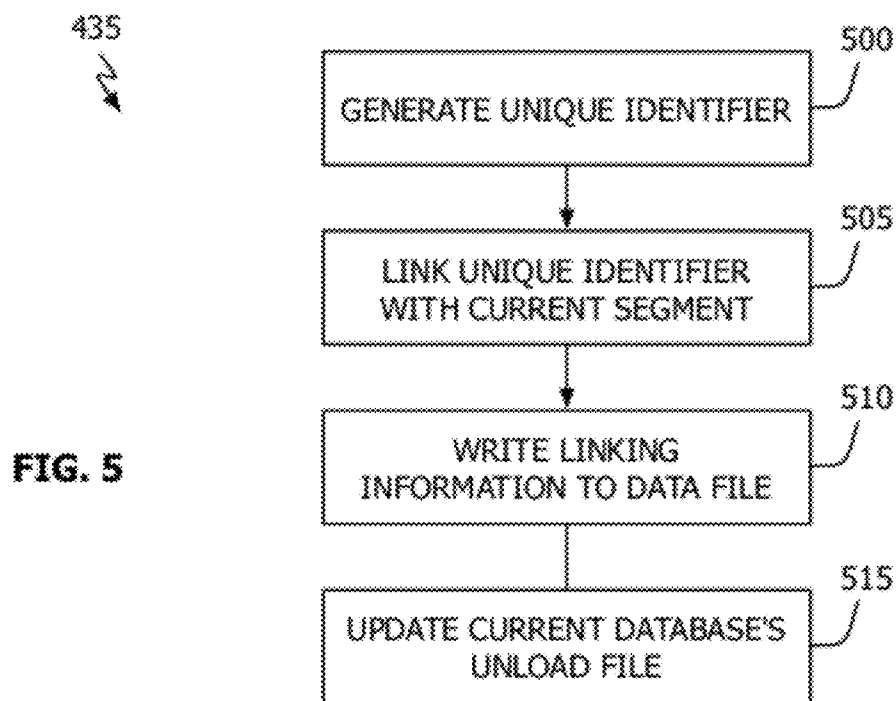 435
500
GENERATE UNIQUE IDENTIFIER
505
LINK UNIQUE IDENTIFIER
WITH CURRENT SEGMENT
510
WRITE LINKING
INFORMATION TO DATA FILE
FIG. 5
515
UPDATE CURRENT DATABASE'S
UNLOAD FILE